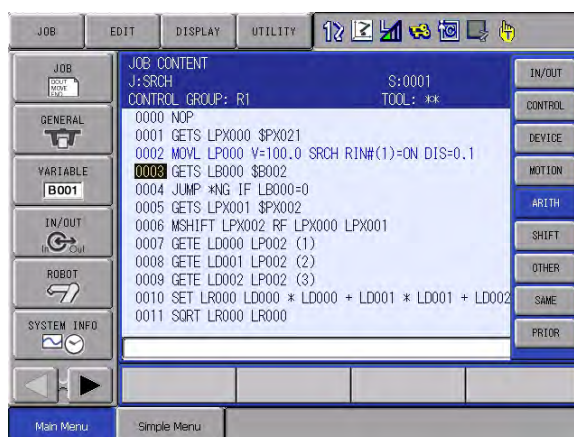 JOB EDIT DISPLAY UTILITY
JOB
DOUT
MOVE
END
GENERAL
VARIABLE
B001
IN/OUT
In Out
ROBOT
SYSTEM INFO
JOB CONTENT
J:SRCH S:0001
CONTROL GROUP: R1 TOOL: **
0000 NOP
0001 GETS LPX000 $PX021
0002 MOVL LP000 V=100.0 SRCH RIN#(1)=ON DIS=0.1
0003 GETS LB000 $B002
0004 JUMP *NG IF LB000=0
0005 GETS LPX001 $PX002
0006 MSHIFT LPX002 RF LPX000 LPX001
0007 GETE LD000 LP002 (1)
0008 GETE LD001 LP002 (2)
0009 GETE LD002 LP002 (3)
0010 SET LR000 LD000 * LD000 + LD001 * LD001 + LD002
0011 SQRT LR000 LR000
IN/OUT
CONTROL
DEVICE
MOTION
ARITH
SHIFT
OTHER
SAME
PRIOR
Main Menu Simple Menu